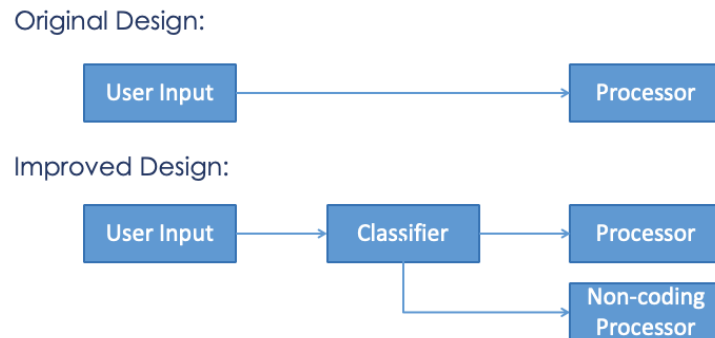 Original Design:
User Input
Processor
Improved Design:
User Input
Classifier
Processor
Non-coding
Processor